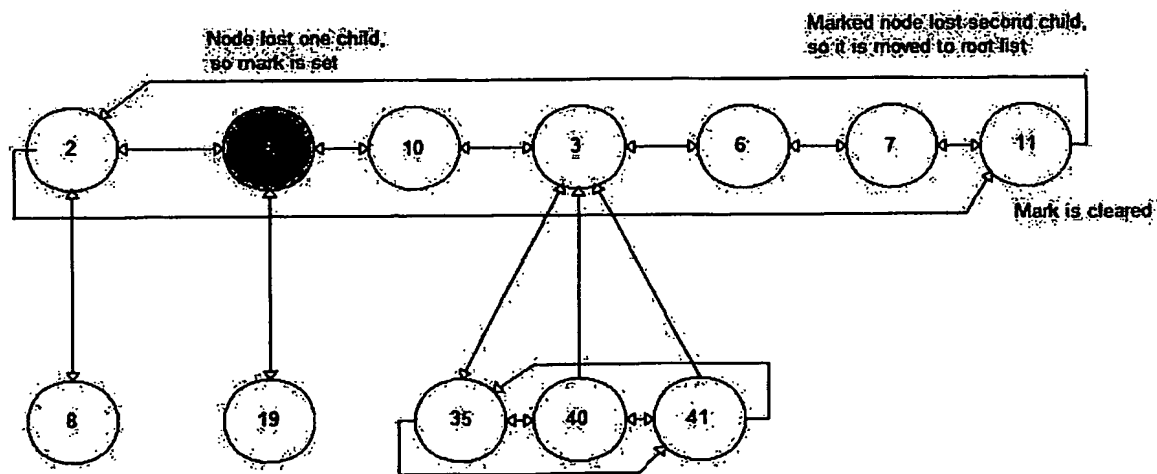 Node lost one child,
so mark is set
Marked node lost second child,
so it is moved to root list
2
10
3
6
7
11
Mark is cleared
8
19
35
40
41